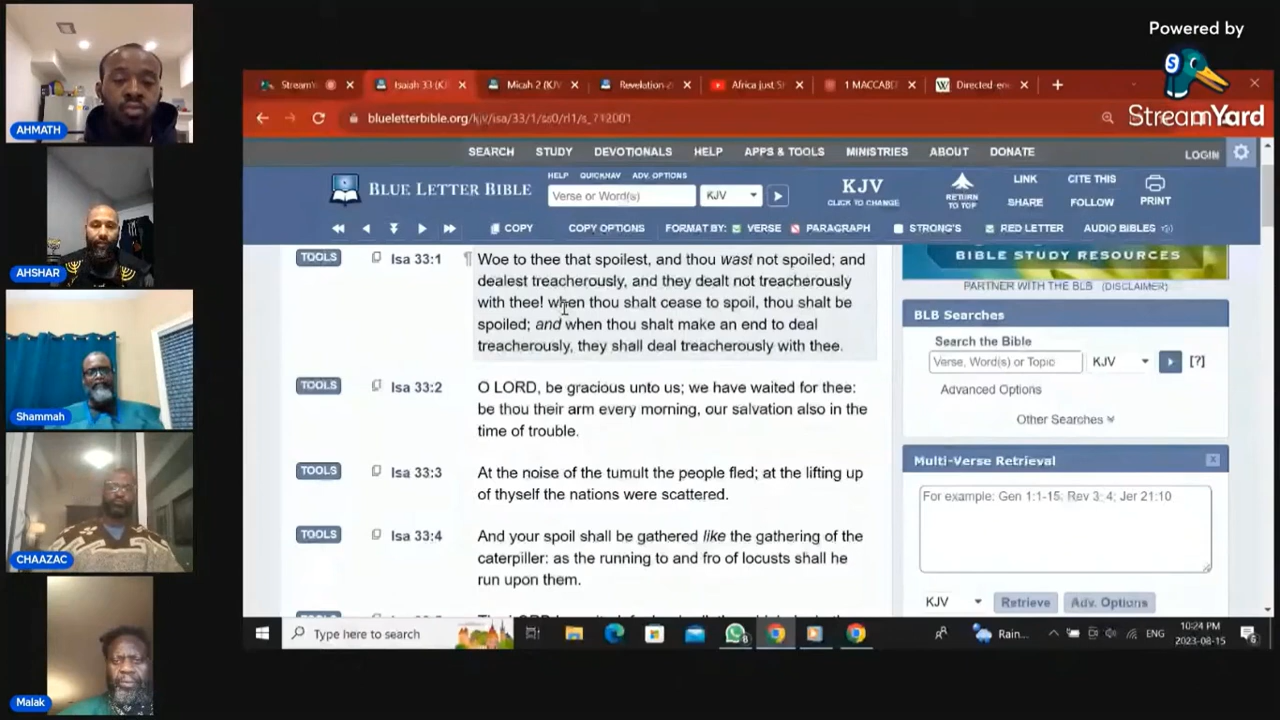 AHMATH
AHSHAR
Shammah
CHAAZAC
Malak
Powered by
S
StreamYard
StreamY
Isaiah 33 (KJ
Micah 2 (KJV
Revelation
Africa Just S
1 MACCABE
W
Directed-en
blueletterbible.org/kjv/isa/33/1/ss0/rl1/s_712001
SEARCH STUDY DEVOTIONALS HELP APPS & TOOLS MINISTRIES ABOUT DONATE
LOGIN
BLUE LETTER BIBLE
HELP QUICKNAV ADV. OPTIONS
Verse or Word(s)
KJV
KJV
CLICK TO CHANGE
RETURN
TO TOP
LINK
SHARE
CITE THIS
FOLLOW
PRINT
COPY COPY OPTIONS FORMAT BY: VERSE PARAGRAPH STRONG'S RED LETTER AUDIO BIBLES
TOOLS Isa 33:1 ¶ Woe to thee that spoilest, and thou wast not spoiled; and
dealest treacherously, and they dealt not treacherously
with thee! when thou shalt cease to spoil, thou shalt be
spoiled; and when thou shalt make an end to deal
treacherously, they shall deal treacherously with thee.
TOOLS Isa 33:2 O LORD, be gracious unto us; we have waited for thee:
be thou their arm every morning, our salvation also in the
time of trouble.
TOOLS Isa 33:3 At the noise of the tumult the people fled; at the lifting up
of thyself the nations were scattered.
TOOLS Isa 33:4 And your spoil shall be gathered like the gathering of the
caterpiller: as the running to and fro of locusts shall he
run upon them.
BIBLE STUDY RESOURCES
PARTNER WITH THE BLB (DISCLAIMER)
BLB Searches
Search the Bible
Verse, Word(s) or Topic
KJV
[?]
Advanced Options
Other Searches
Multi-Verse Retrieval
For example: Gen 1:1-15; Rev 3: 4; Jer 21:10
KJV
Retrieve
Adv. Options
Type here to search
8
Rain...
ENG
10:24 PM
2023-08-15
6